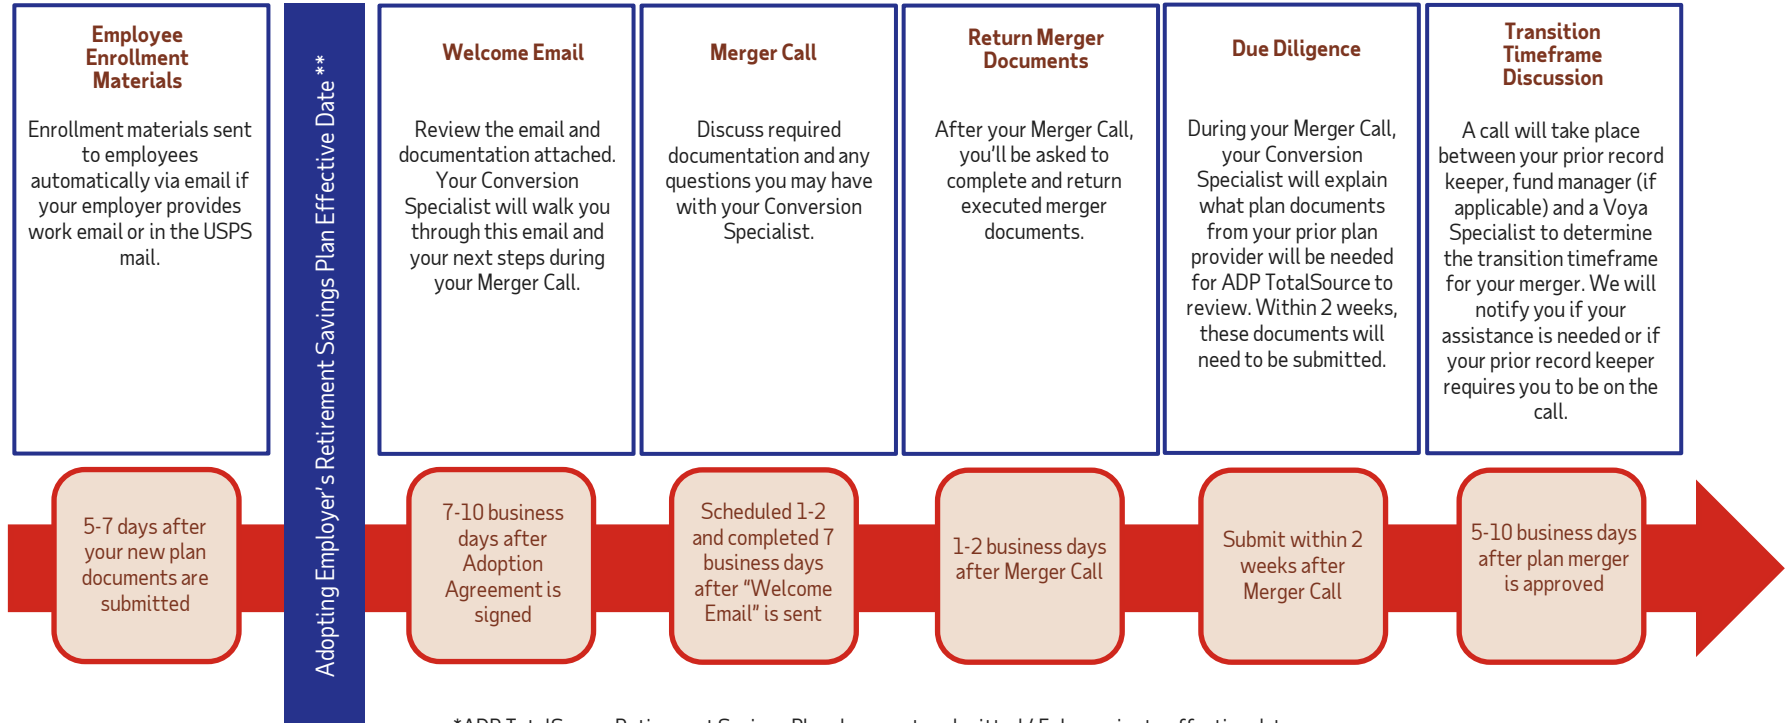 Employee
Enrollment
Materials
Enrollment materials sent
to employees
automatically via email if
your employer provides
work email or in the USPS
mail.
5-7 days after
your new plan
documents are
submitted
Adopting Employer's Retirement Savings Plan Effective Date **
Welcome Email
Review the email and
documentation attached.
Your Conversion
Specialist will walk you
through this email and
your next steps during
your Merger Call.
7-10 business
days after
Adoption
Agreement is
signed
Merger Call
Discuss required
documentation and any
questions you may have
with your Conversion
Specialist.
Scheduled 1-2
and completed 7
business days
after “Welcome
Email” is sent
Return Merger
Documents
After your Merger Call,
you’ll be asked to
complete and return
executed merger
documents.
1-2 business days
after Merger Call
Due Diligence
During your Merger Call,
your Conversion
Specialist will explain
what plan documents
from your prior plan
provider will be needed
for ADP TotalSource to
review. Within 2 weeks,
these documents will
need to be submitted.
Submit within 2
weeks after
Merger Call
Transition
Timeframe
Discussion
A call will take place
between your prior record
keeper, fund manager (if
applicable) and a Voya
Specialist to determine
the transition timeframe
for your merger. We will
notify you if your
assistance is needed or if
your prior record keeper
requires you to be on the
call.
5-10 business days
after plan merger
is approved
*ADP TotalSource Retirement Savings Plan